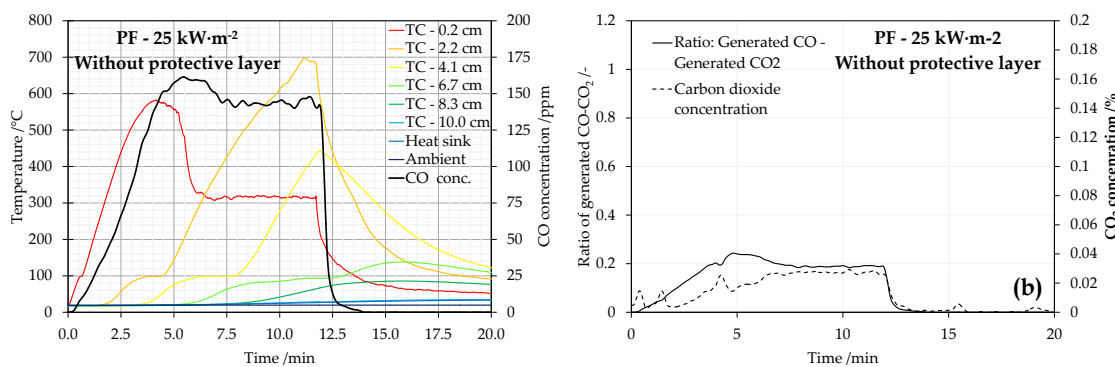 800
700
600
500
400
300
200
100
0
Temperature /°C
PF - 25 kW·m-²
Without protective layer
TC - 0.2 cm
TC - 2.2 cm
TC - 4.1 cm
TC - 6.7 cm
TC - 8.3 cm
TC - 10.0 cm
Heat sink
Ambient
CO conc.
200
175
150
125
100
75
50
25
0
CO concentration /ppm
0.0 2.5 5.0 7.5 10.0 12.5 15.0 17.5 20.0
Time /min
1.2
1
0.8
0.6
0.4
0.2
0
Ratio of generated CO-CO₂ /-
Ratio: Generated CO -
Generated CO2
Carbon dioxide
concentration
PF - 25 kW·m-2
Without protective layer
(b)
0.2
0.18
0.16
0.14
0.12
0.1
0.08
0.06
0.04
0.02
0
CO₂ concentration /%
0 5 10 15 20
Time /min